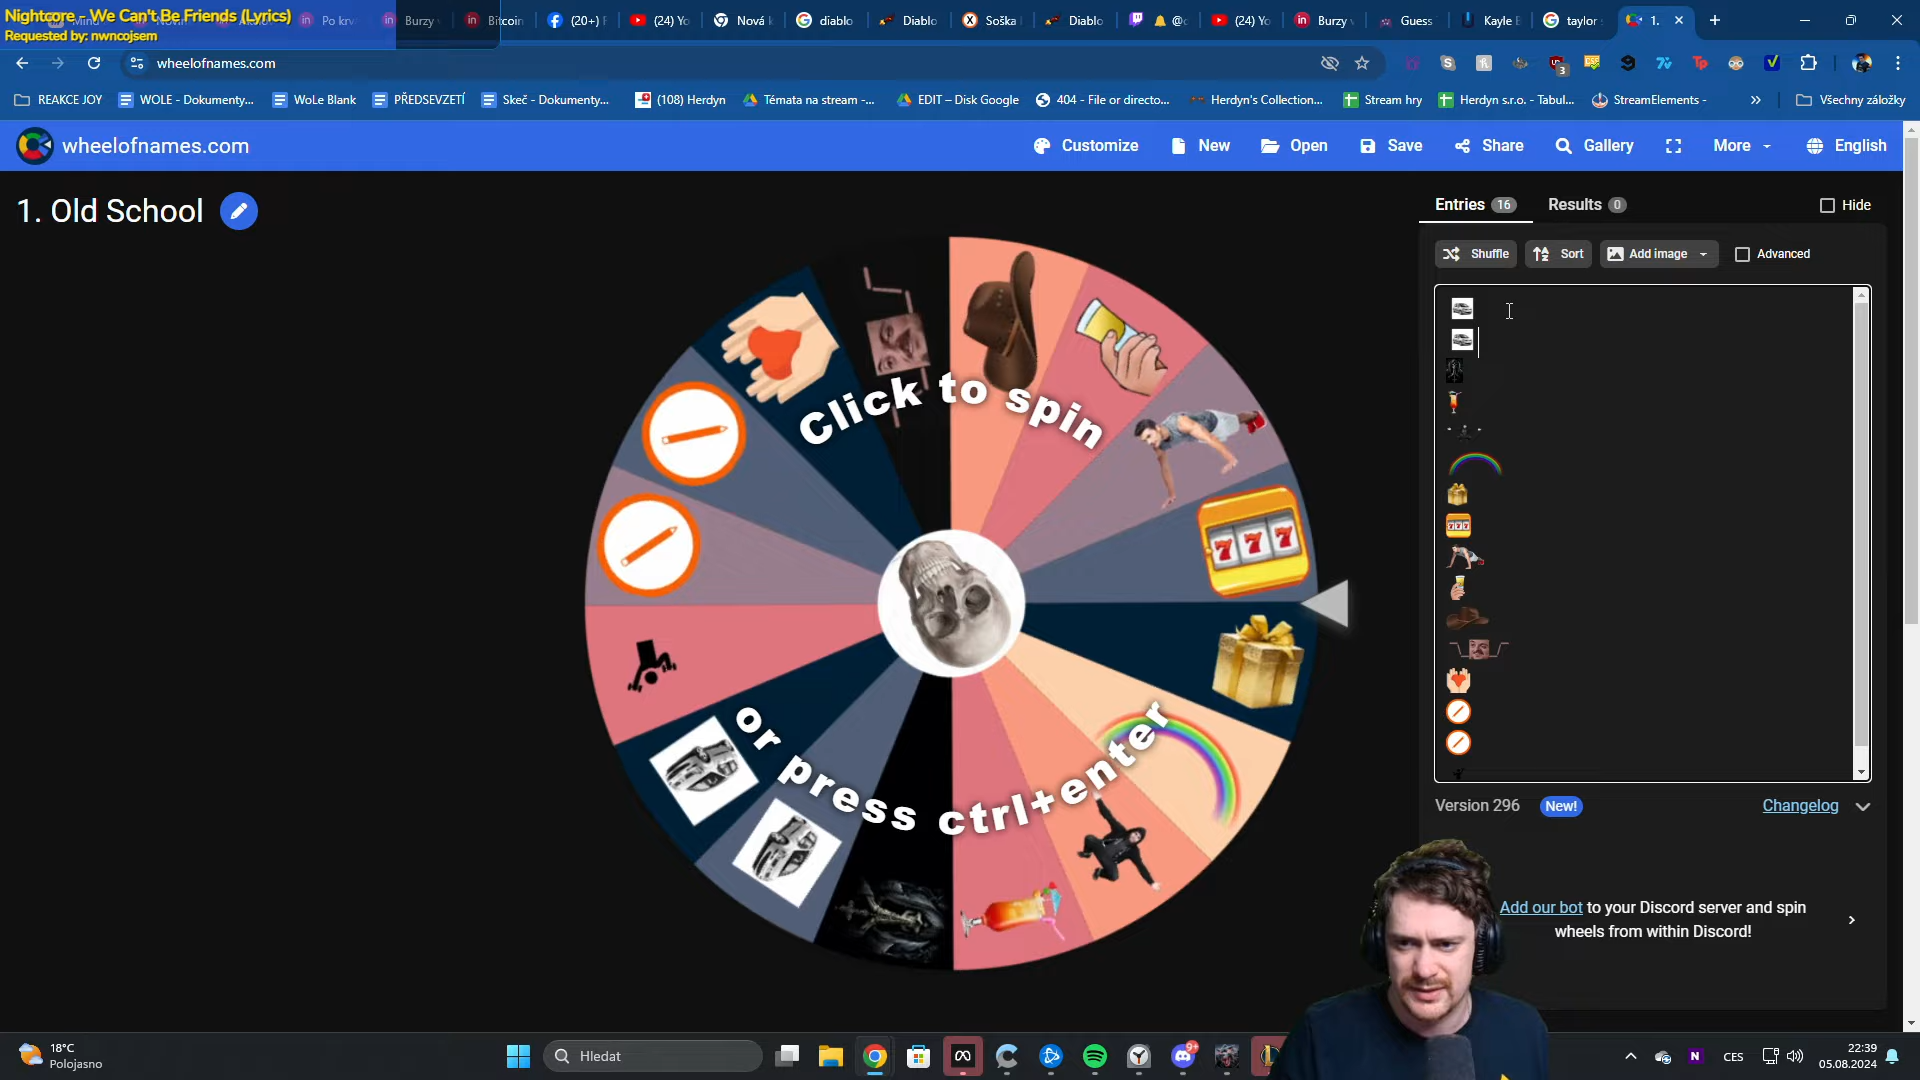 Nightcore - We Can't Be Friends (Lyrics)
Requested by: nwncojsem
Po krv
Burzy v
Bitcoin
(20+) F
(24) Yo
Nová k
diablo
Diablo
Soška
Diablo
(24) Yo
Burzy v
Guess
Kayle B
taylor
1.
wheelofnames.com
REAKCE JOY
WOLE - Dokumenty...
WoLe Blank
PŘEDSEVZETÍ
Skeč - Dokumenty...
(108) Herdyn
Témata na stream -...
EDIT – Disk Google
404 - File or directo...
Herdyn's Collection...
Stream hry
Herdyn s.r.o. - Tabul...
StreamElements -
Všechny záložky
wheelofnames.com
Customize
New
Open
Save
Share
Gallery
More
English
1. Old School
Entries 16
Results 0
Hide
Shuffle
Sort
Add image
Advanced
Click to spin
777
or press ctrl+enter
Version 296
New!
Changelog
Add our bot to your Discord server and spin
wheels from within Discord!
18°C
Polojasno
Hledat
9+
CES
22:39
05.08.2024